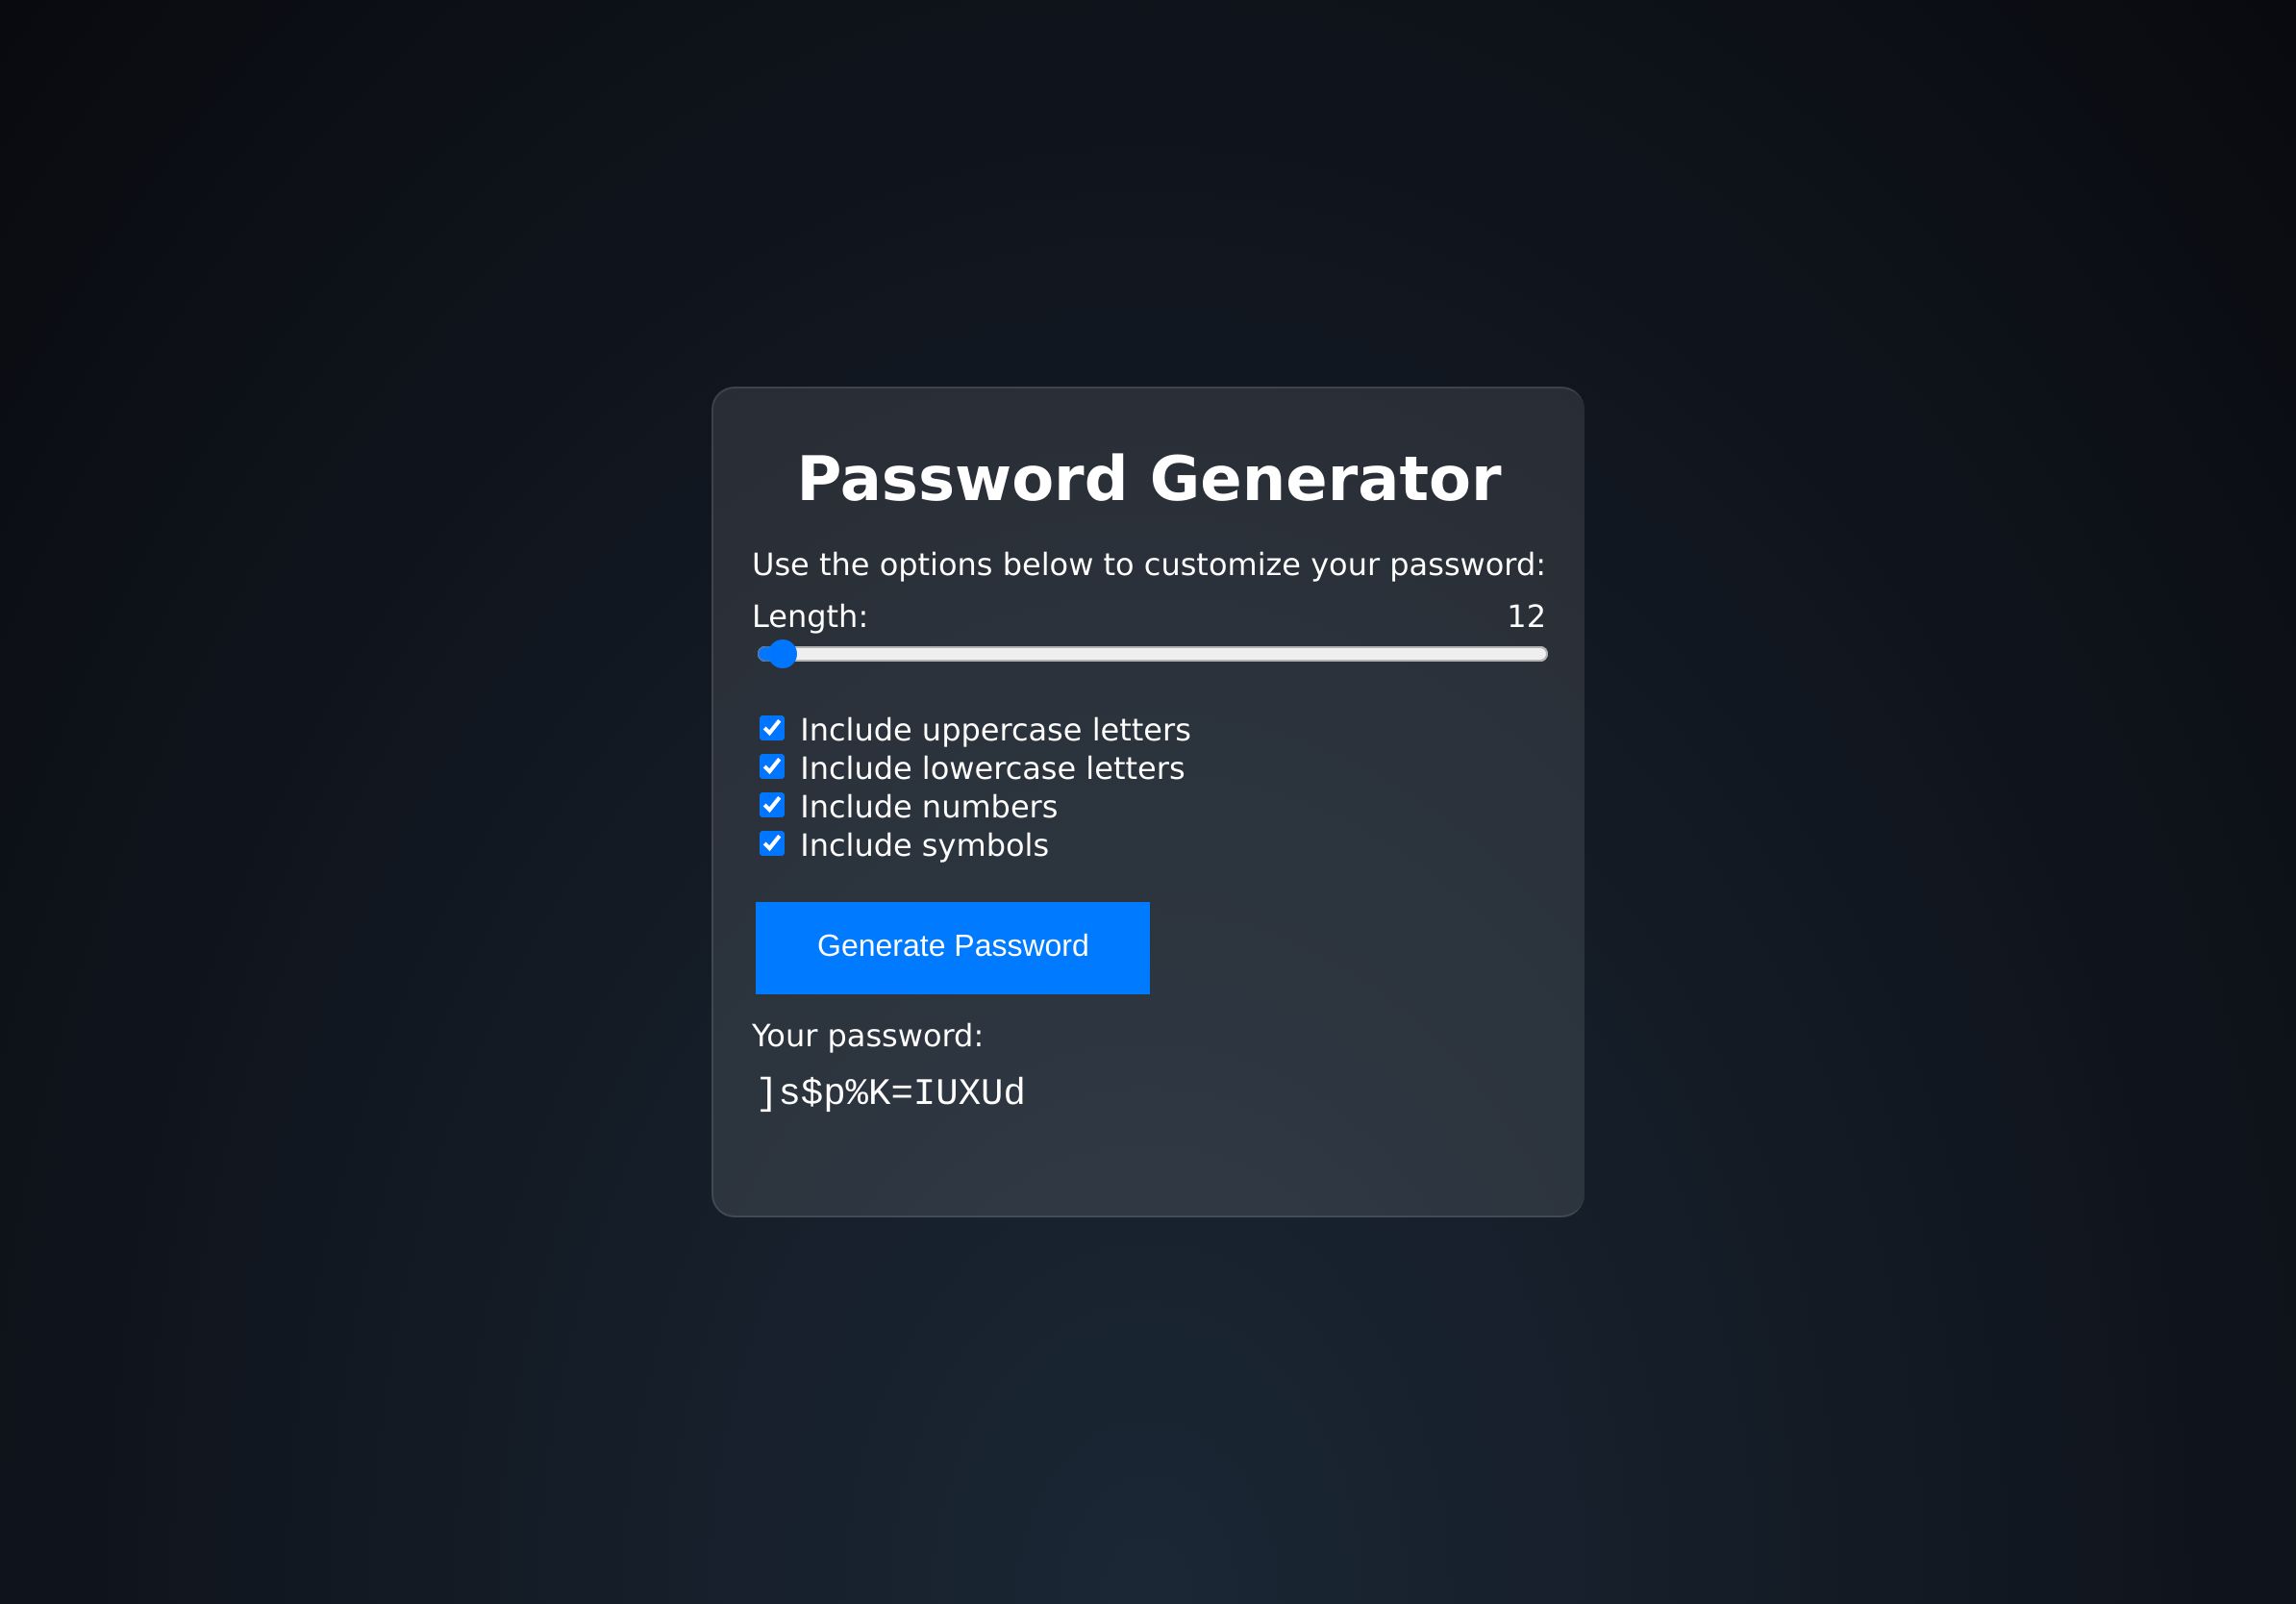 Password Generator
Use the options below to customize your password:
Length: 12
Include uppercase letters
Include lowercase letters
Include numbers
Include symbols
Generate Password
Your password:
]s$p%K=IUXUd